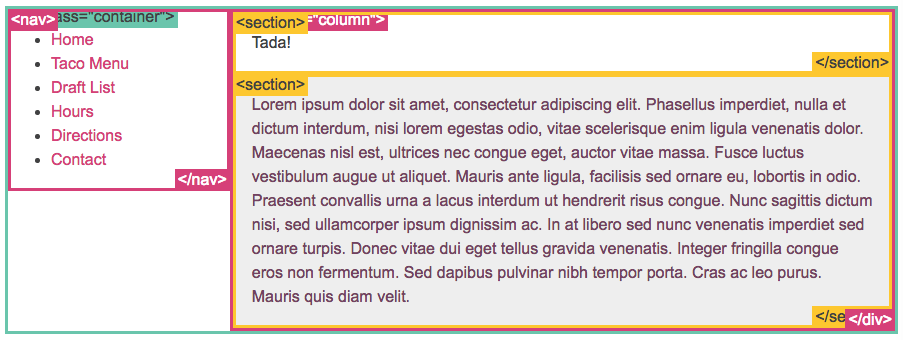 <nav>
ass="container">
Home
Taco Menu
Draft List
Hours
Directions
Contact
</nav>
<section>
="column">
Tada!
</section>
<section>
Lorem ipsum dolor sit amet, consectetur adipiscing elit. Phasellus imperdiet, nulla et
dictum interdum, nisi lorem egestas odio, vitae scelerisque enim ligula venenatis dolor.
Maecenas nisl est, ultrices nec congue eget, auctor vitae massa. Fusce luctus
vestibulum augue ut aliquet. Mauris ante ligula, facilisis sed ornare eu, lobortis in odio.
Praesent convallis urna a lacus interdum ut hendrerit risus congue. Nunc sagittis dictum
nisi, sed ullamcorper ipsum dignissim ac. In at libero sed nunc venenatis imperdiet sed
ornare turpis. Donec vitae dui eget tellus gravida venenatis. Integer fringilla congue
eros non fermentum. Sed dapibus pulvinar nibh tempor porta. Cras ac leo purus.
Mauris quis diam velit.
</se
</div>